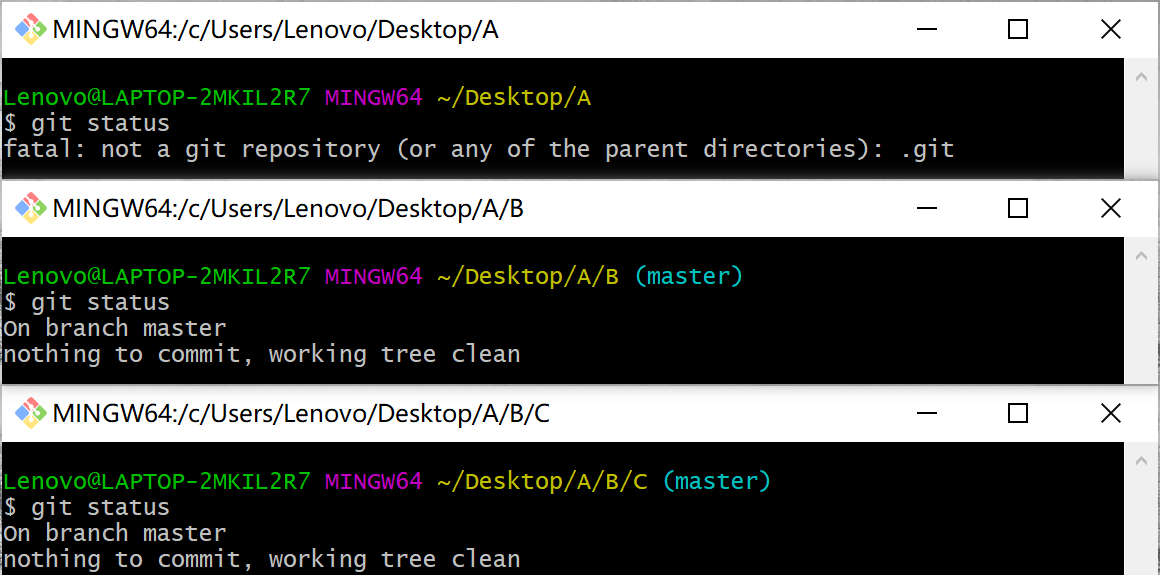 MINGW64:/c/Users/Lenovo/Desktop/A
Lenovo@LAPTOP-2MKIL2R7 MINGW64 ~/Desktop/A
$ git status
fatal: not a git repository (or any of the parent directories): .git
MINGW64:/c/Users/Lenovo/Desktop/A/B
Lenovo@LAPTOP-2MKIL2R7 MINGW64 ~/Desktop/A/B (master)
$ git status
On branch master
nothing to commit, working tree clean
MINGW64:/c/Users/Lenovo/Desktop/A/B/C
Lenovo@LAPTOP-2MKIL2R7 MINGW64 ~/Desktop/A/B/C (master)
$ git status
On branch master
nothing to commit, working tree clean